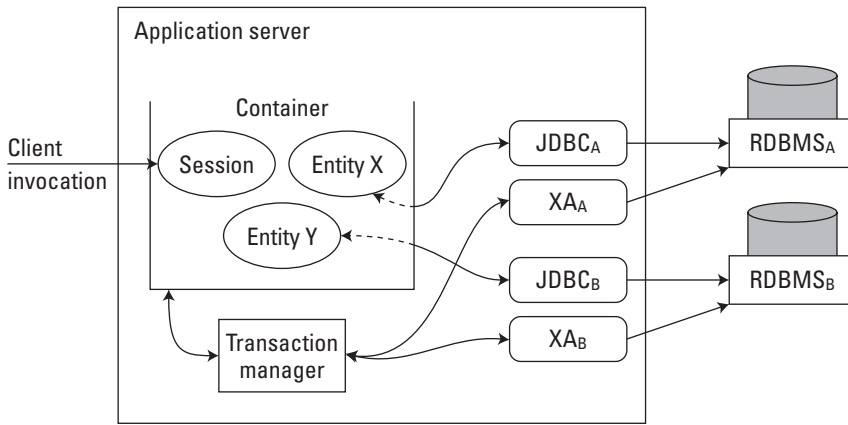 Application server
Container
Client
invocation
Session
Entity X
Entity Y
Transaction
manager
JDBCA
XAA
JDBCB
XAB
RDBMSA
RDBMSB